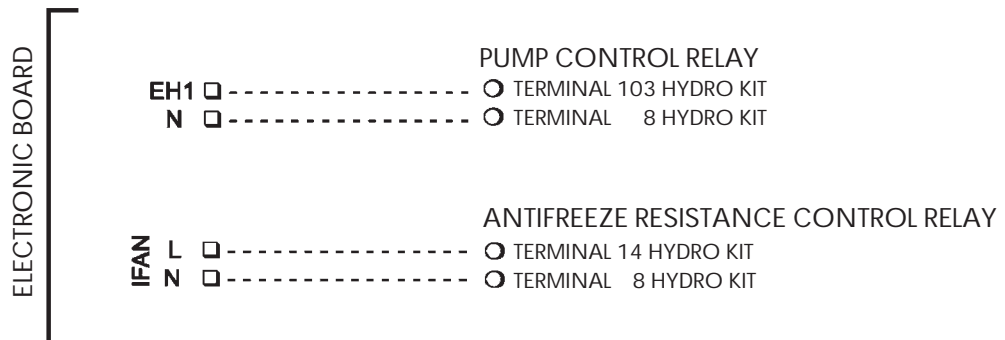 ELECTRONIC BOARD
PUMP CONTROL RELAY
EH1 TERMINAL 103 HYDRO KIT
N TERMINAL 8 HYDRO KIT
ANTIFREEZE RESISTANCE CONTROL RELAY
IFAN
L TERMINAL 14 HYDRO KIT
N TERMINAL 8 HYDRO KIT